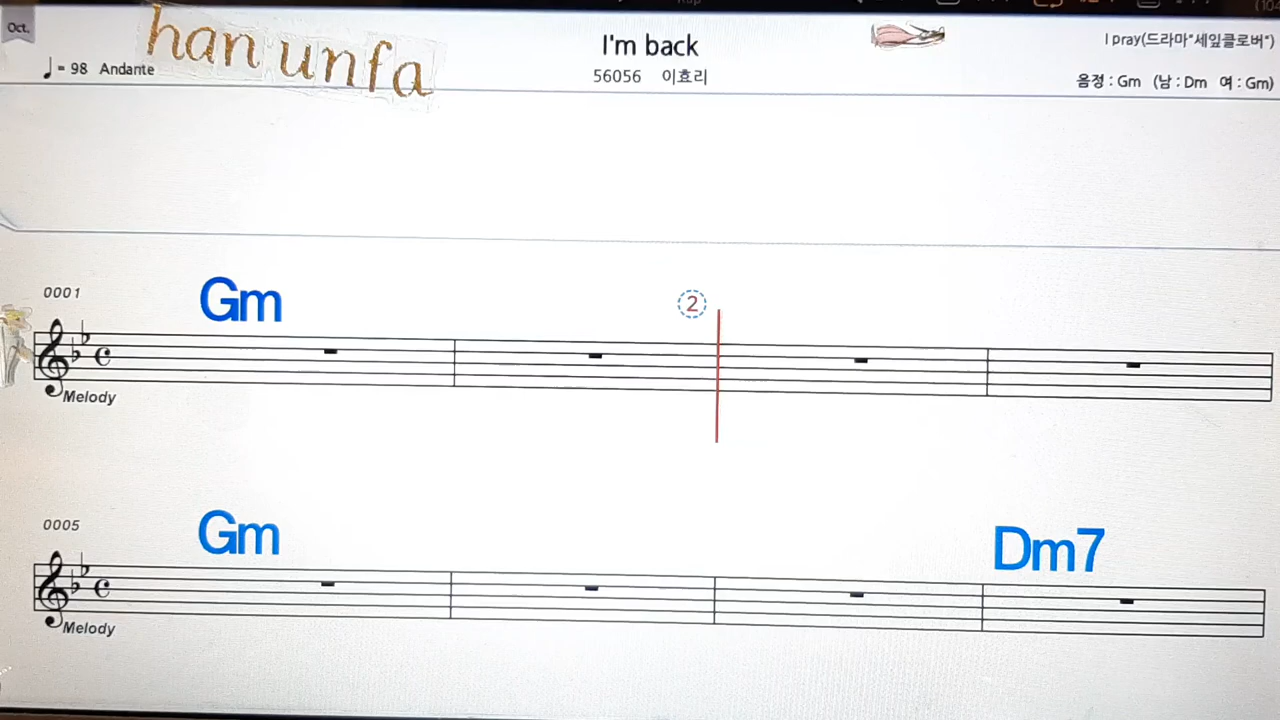 Oct.
han unfa
I'm back
I pray(드라마"세잎클로버")
♩= 98 Andante
56056 이효리
음정 : Gm (남 : Dm 여 : Gm)
0001
Gm
2
Melody
0005
Gm
Dm7
Melody